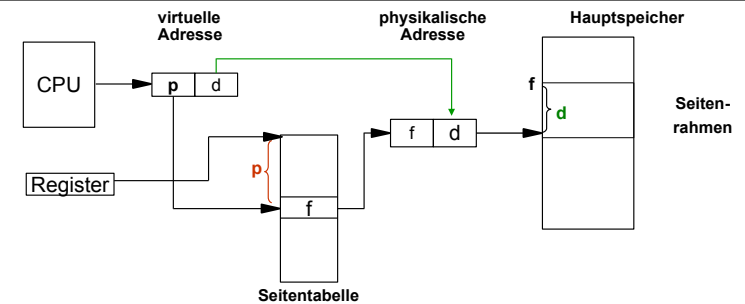 virtuelle
Adresse
physikalische
Adresse
Hauptspeicher
CPU
p
d
f
d
f
d
Seiten-
rahmen
Register
p
f
Seitentabelle